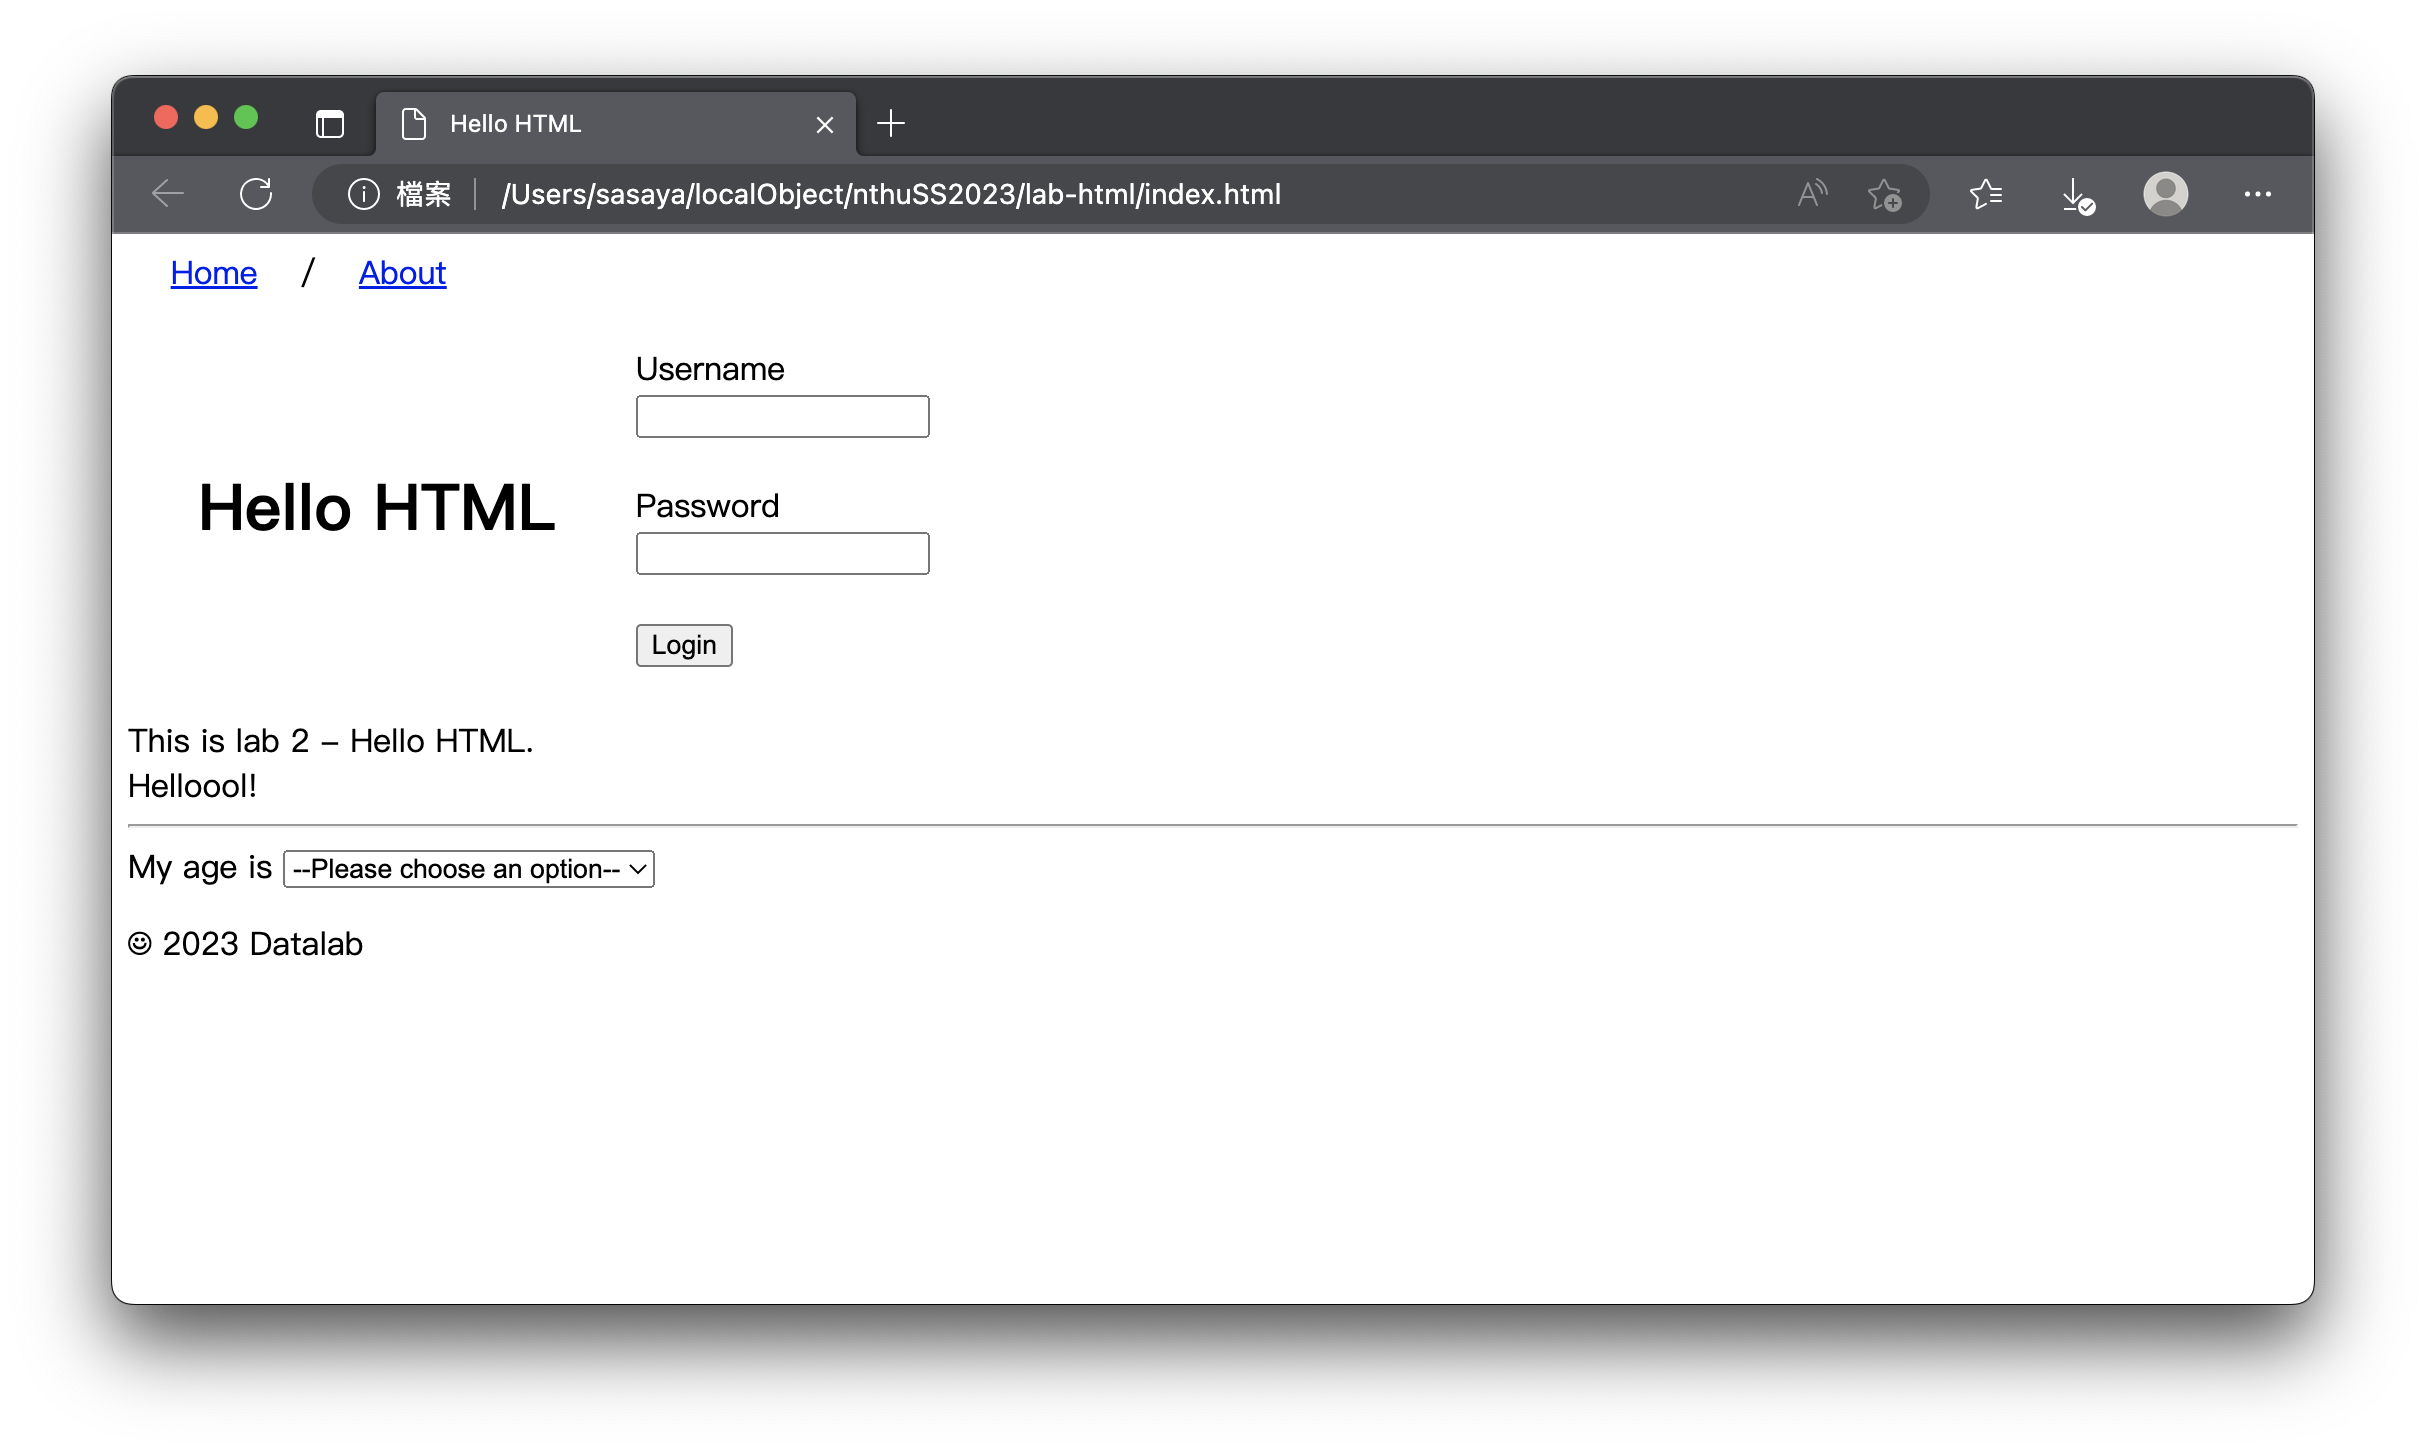 Hello HTML
檔案 /Users/sasaya/localObject/nthuSS2023/lab-html/index.html
Home / About
Username
Hello HTML
Password
Login
This is lab 2 – Hello HTML.
Helloool!
My age is --Please choose an option--
☺ 2023 Datalab